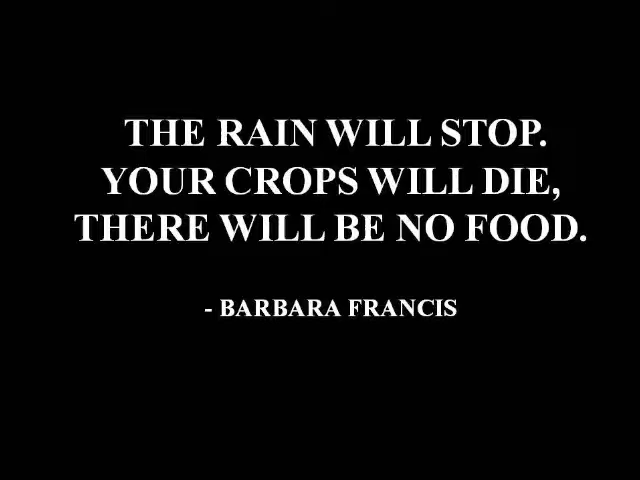 THE RAIN WILL STOP.
YOUR CROPS WILL DIE,
THERE WILL BE NO FOOD.
- BARBARA FRANCIS